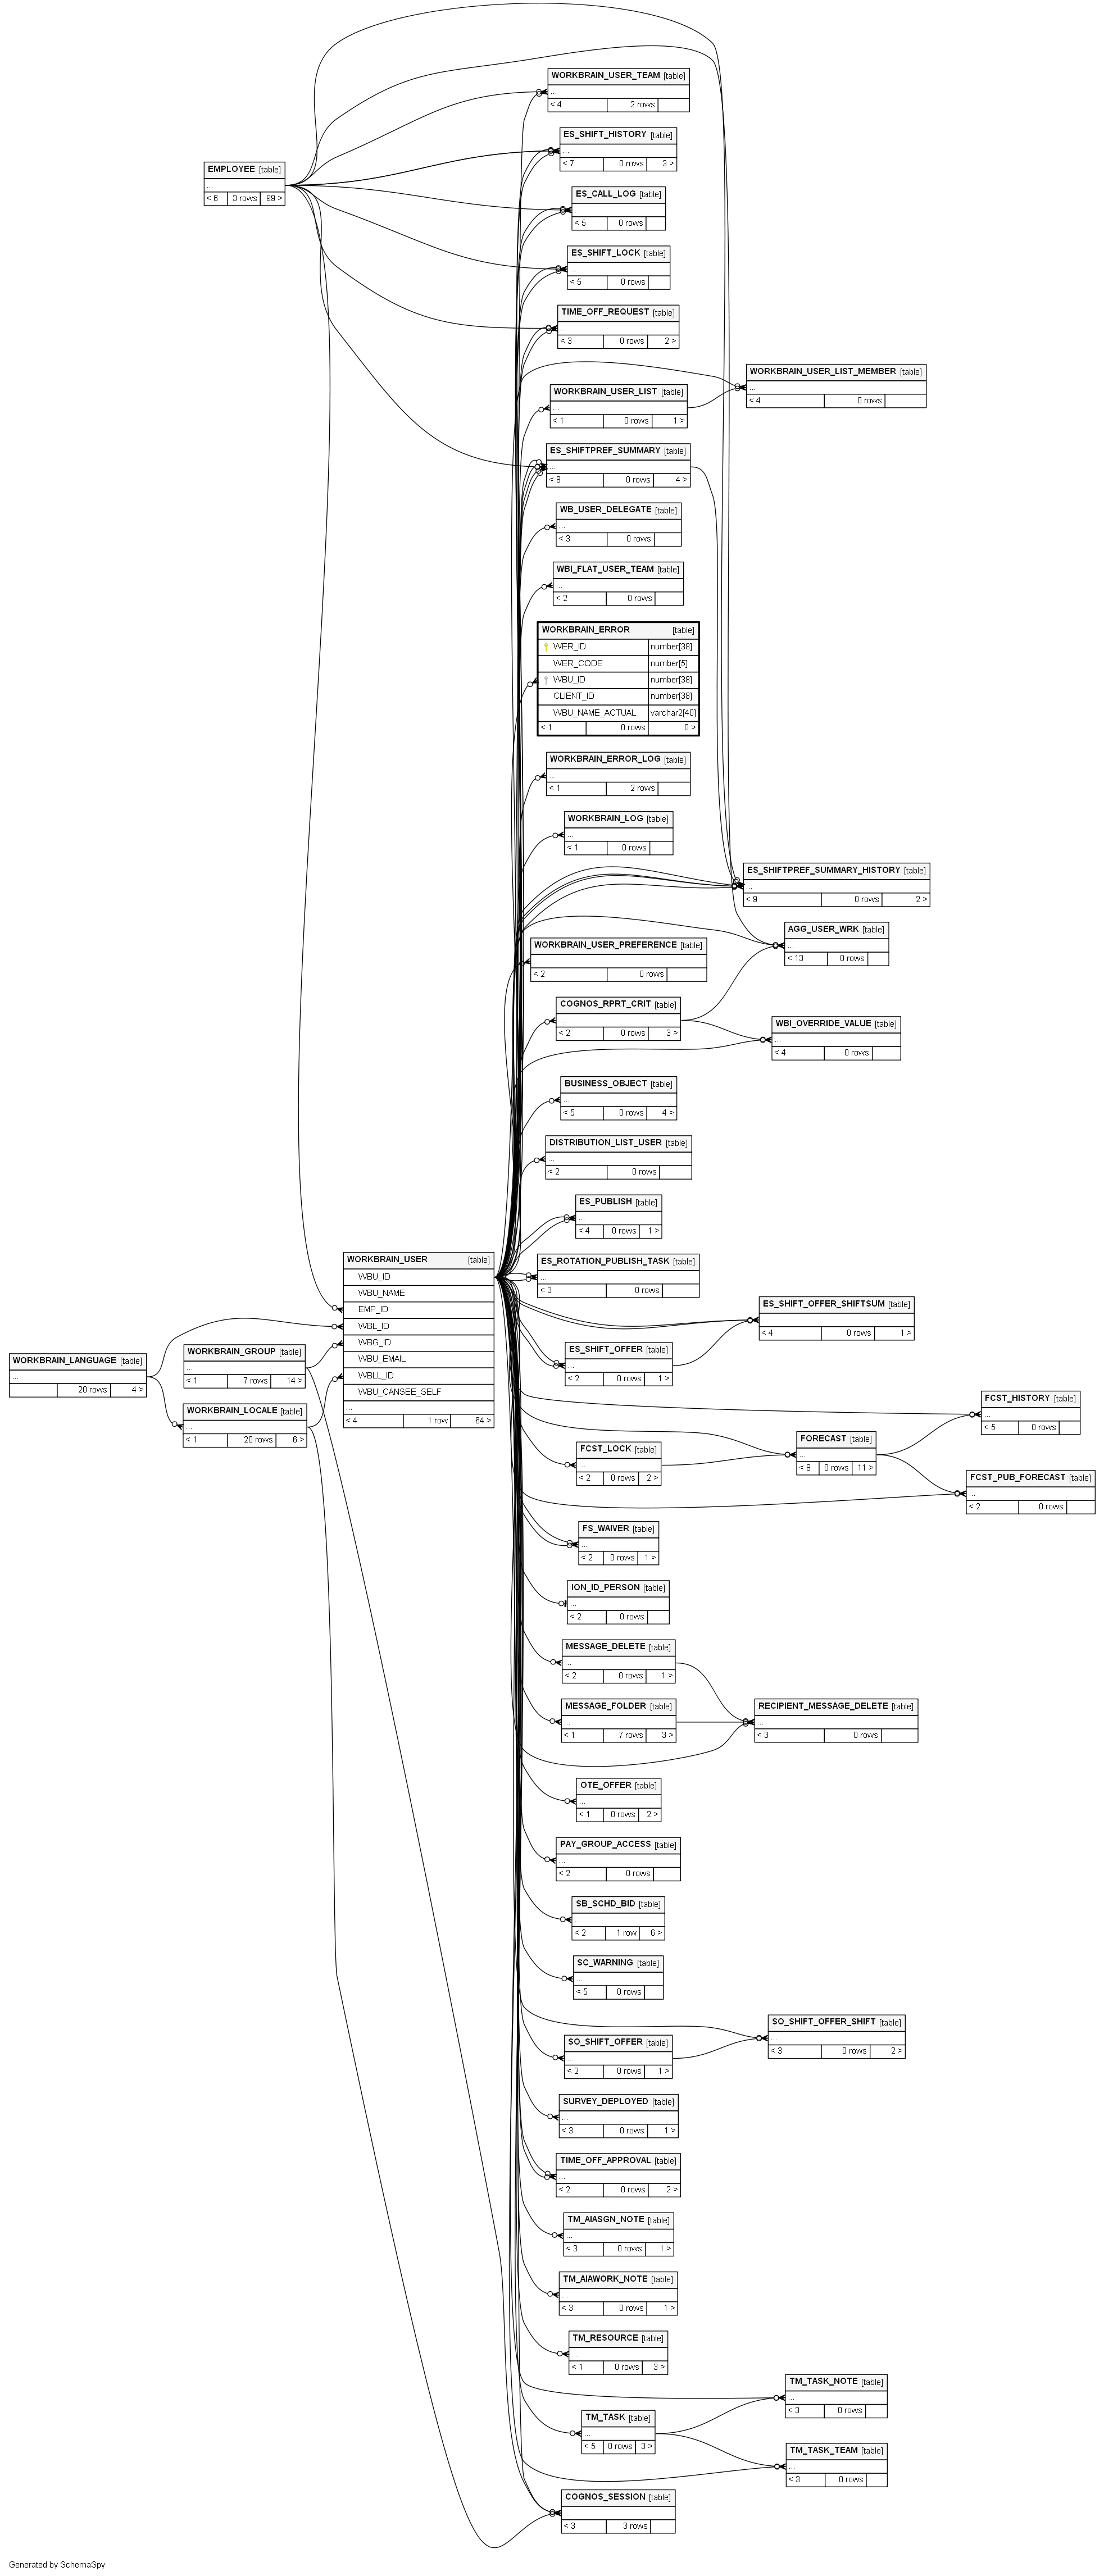 WORKBRAIN_USER_TEAM [table]
...
< 4 2 rows
ES_SHIFT_HISTORY [table]
...
< 7 0 rows 3 >
EMPLOYEE [table]
...
< 6 3 rows 99 >
ES_CALL_LOG [table]
...
< 5 0 rows
ES_SHIFT_LOCK [table]
...
< 5 0 rows
TIME_OFF_REQUEST [table]
...
< 3 0 rows 2 >
WORKBRAIN_USER_LIST_MEMBER [table]
...
< 4 0 rows
WORKBRAIN_USER_LIST [table]
...
< 1 0 rows 1 >
ES_SHIFTPREF_SUMMARY [table]
...
< 8 0 rows 4 >
WB_USER_DELEGATE [table]
...
< 3 0 rows
WBI_FLAT_USER_TEAM [table]
...
< 2 0 rows
WORKBRAIN_ERROR [table]
WER_ID number[38]
WER_CODE number[5]
WBU_ID number[38]
CLIENT_ID number[38]
WBU_NAME_ACTUAL varchar2[40]
< 1 0 rows 0 >
WORKBRAIN_ERROR_LOG [table]
...
< 1 2 rows
WORKBRAIN_LOG [table]
...
< 1 0 rows
ES_SHIFTPREF_SUMMARY_HISTORY [table]
...
< 9 0 rows 2 >
AGG_USER_WRK [table]
...
< 13 0 rows
WORKBRAIN_USER_PREFERENCE [table]
...
< 2 0 rows
COGNOS_RPRT_CRIT [table]
...
< 2 0 rows 3 >
WBI_OVERRIDE_VALUE [table]
...
< 4 0 rows
BUSINESS_OBJECT [table]
...
< 5 0 rows 4 >
DISTRIBUTION_LIST_USER [table]
...
< 2 0 rows
ES_PUBLISH [table]
...
< 4 0 rows 1 >
ES_ROTATION_PUBLISH_TASK [table]
...
< 3 0 rows
WORKBRAIN_USER [table]
WBU_ID
WBU_NAME
EMP_ID
WBL_ID
WBG_ID
WBU_EMAIL
WBLL_ID
WBU_CANSEE_SELF
...
< 4 1 row 64 >
ES_SHIFT_OFFER_SHIFTSUM [table]
...
< 4 0 rows 1 >
ES_SHIFT_OFFER [table]
...
< 2 0 rows 1 >
WORKBRAIN_GROUP [table]
...
< 1 7 rows 14 >
WORKBRAIN_LANGUAGE [table]
...
20 rows 4 >
WORKBRAIN_LOCALE [table]
...
< 1 20 rows 6 >
FCST_HISTORY [table]
...
< 5 0 rows
FORECAST [table]
...
< 8 0 rows 11 >
FCST_LOCK [table]
...
< 2 0 rows 2 >
FCST_PUB_FORECAST [table]
...
< 2 0 rows
FS_WAIVER [table]
...
< 2 0 rows 1 >
ION_ID_PERSON [table]
...
< 2 0 rows
MESSAGE_DELETE [table]
...
< 2 0 rows 1 >
MESSAGE_FOLDER [table]
...
< 1 7 rows 3 >
RECIPIENT_MESSAGE_DELETE [table]
...
< 3 0 rows
OTE_OFFER [table]
...
< 1 0 rows 2 >
PAY_GROUP_ACCESS [table]
...
< 2 0 rows
SB_SCHD_BID [table]
...
< 2 1 row 6 >
SC_WARNING [table]
...
< 5 0 rows
SO_SHIFT_OFFER_SHIFT [table]
...
< 3 0 rows 2 >
SO_SHIFT_OFFER [table]
...
< 2 0 rows 1 >
SURVEY_DEPLOYED [table]
...
< 3 0 rows 1 >
TIME_OFF_APPROVAL [table]
...
< 2 0 rows 2 >
TM_AIASGN_NOTE [table]
...
< 3 0 rows 1 >
TM_AIAWORK_NOTE [table]
...
< 3 0 rows 1 >
TM_RESOURCE [table]
...
< 1 0 rows 3 >
TM_TASK_NOTE [table]
...
< 3 0 rows
TM_TASK [table]
...
< 5 0 rows 3 >
TM_TASK_TEAM [table]
...
< 3 0 rows
COGNOS_SESSION [table]
...
< 3 3 rows
Generated by SchemaSpy